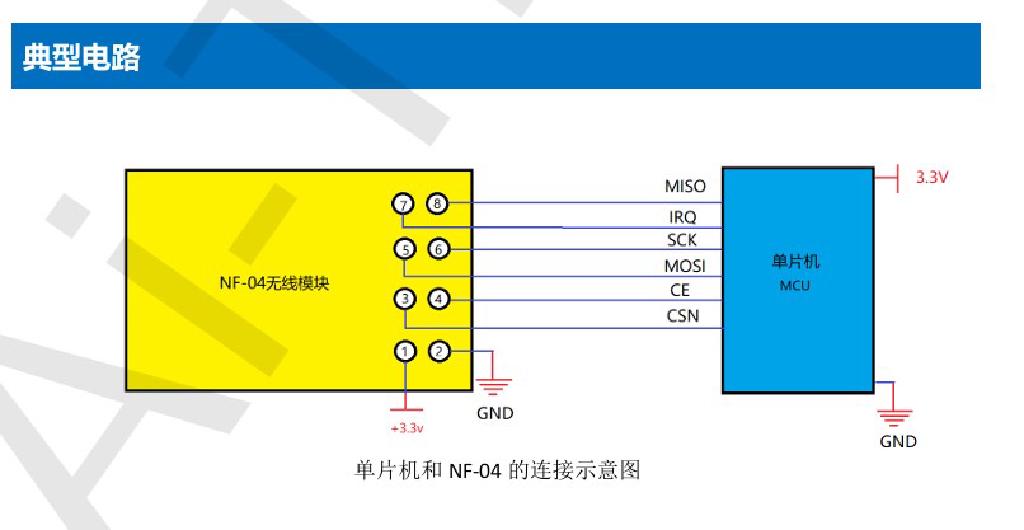 典型电路
MISO
3.3V
7 8
IRQ
SCK
5 6
MOSI
单片机
NF-04无线模块
CE
MCU
3 4
CSN
1 2
GND
+3.3v
GND
单片机和 NF-04 的连接示意图